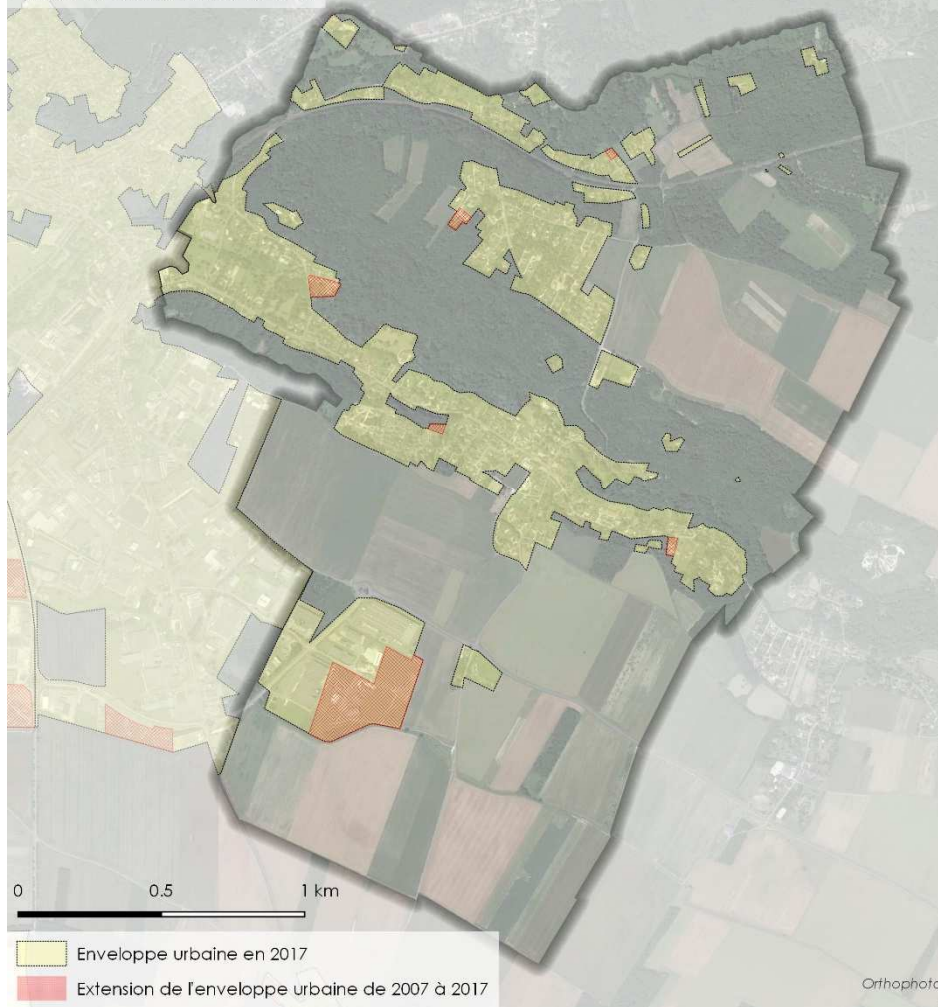 0 0.5 1 km
Enveloppe urbaine en 2017
Extension de l'enveloppe urbaine de 2007 à 2017
Orthophoto